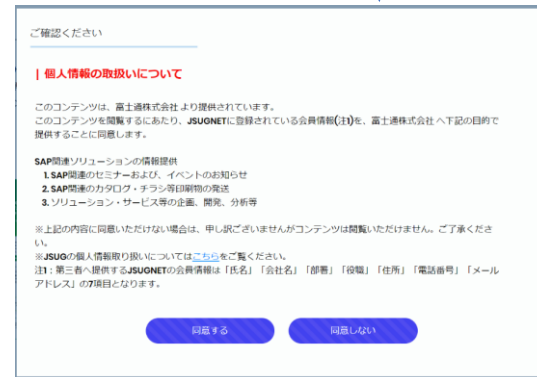 ご確認ください
| 個人情報の取扱いについて
このコンテンツは、富士通株式会社 より提供されています。
このコンテンツを閲覧するにあたり、JSUGNETに登録されている会員情報(注1)を、富士通株式会社 へ下記の目的で
提供することに同意します。
SAP関連ソリューションの情報提供
1. SAP関連のセミナーおよび、イベントのお知らせ
2. SAP関連のカタログ・チラシ等印刷物の発送
3. ソリューション・サービス等の企画、開発、分析等
※上記の内容に同意いただけない場合は、申し訳ございませんがコンテンツは閲覧いただけません。ご了承くださ
い。
※JSUGの個人情報取り扱いについてはこちらをご覧ください。
注1：第三者へ提供するJSUGNETの会員情報は「氏名」「会社名」「部署」「役職」「住所」「電話番号」「メール
アドレス」の7項目となります。
同意する
同意しない